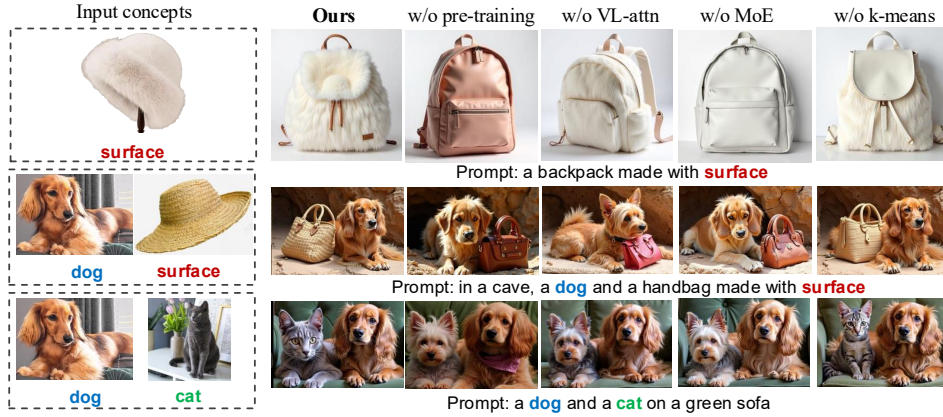 Input concepts
Ours w/o pre-training w/o VL-attn w/o MoE w/o k-means
surface
Prompt: a backpack made with surface
dog surface
Prompt: in a cave, a dog and a handbag made with surface
dog cat
Prompt: a dog and a cat on a green sofa